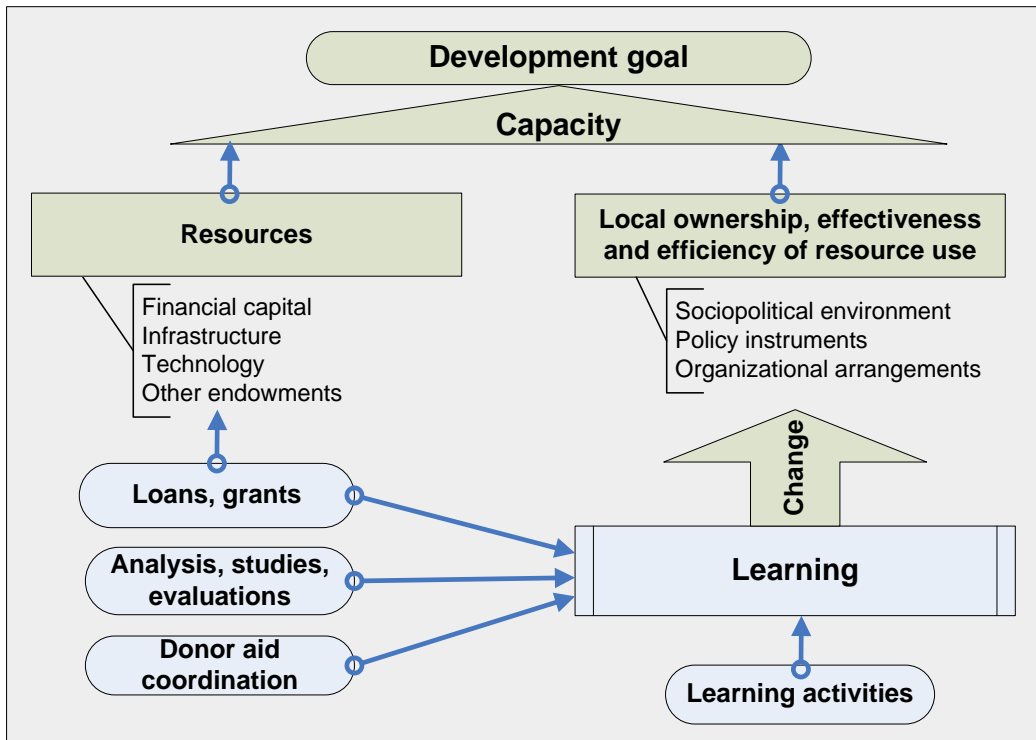 Development goal
Capacity
Resources
Local ownership, effectiveness
and efficiency of resource use
Financial capital
Infrastructure
Technology
Other endowments
Sociopolitical environment
Policy instruments
Organizational arrangements
Change
Loans, grants
Analysis, studies,
evaluations
Donor aid
coordination
Learning
Learning activities